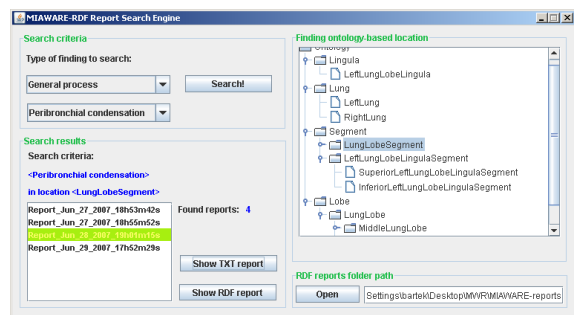 MIAWARE-RDF Report Search Engine
Search criteria
Type of finding to search:
General process
Search!
Peribronchial condensation
Search results
Search criteria:
<Peribronchial condensation>
in location <LungLobeSegment>
Report_Jun_27_2007_18h53m42s
Report_Jun_27_2007_18h55m52s
Report_Jun_28_2007_19h01m15s
Report_Jun_29_2007_17h52m29s
Found reports: 4
Show TXT report
Show RDF report
Finding ontology-based location
Ontology
Lingula
LeftLungLobeLingula
Lung
LeftLung
RightLung
Segment
LungLobeSegment
LeftLungLobeLingulaSegment
SuperiorLeftLungLobeLingulaSegment
InferiorLeftLungLobeLingulaSegment
Lobe
LungLobe
MiddleLungLobe
RDF reports folder path
Open
Settings\bartek\Desktop\MWR\MIAWARE-reports